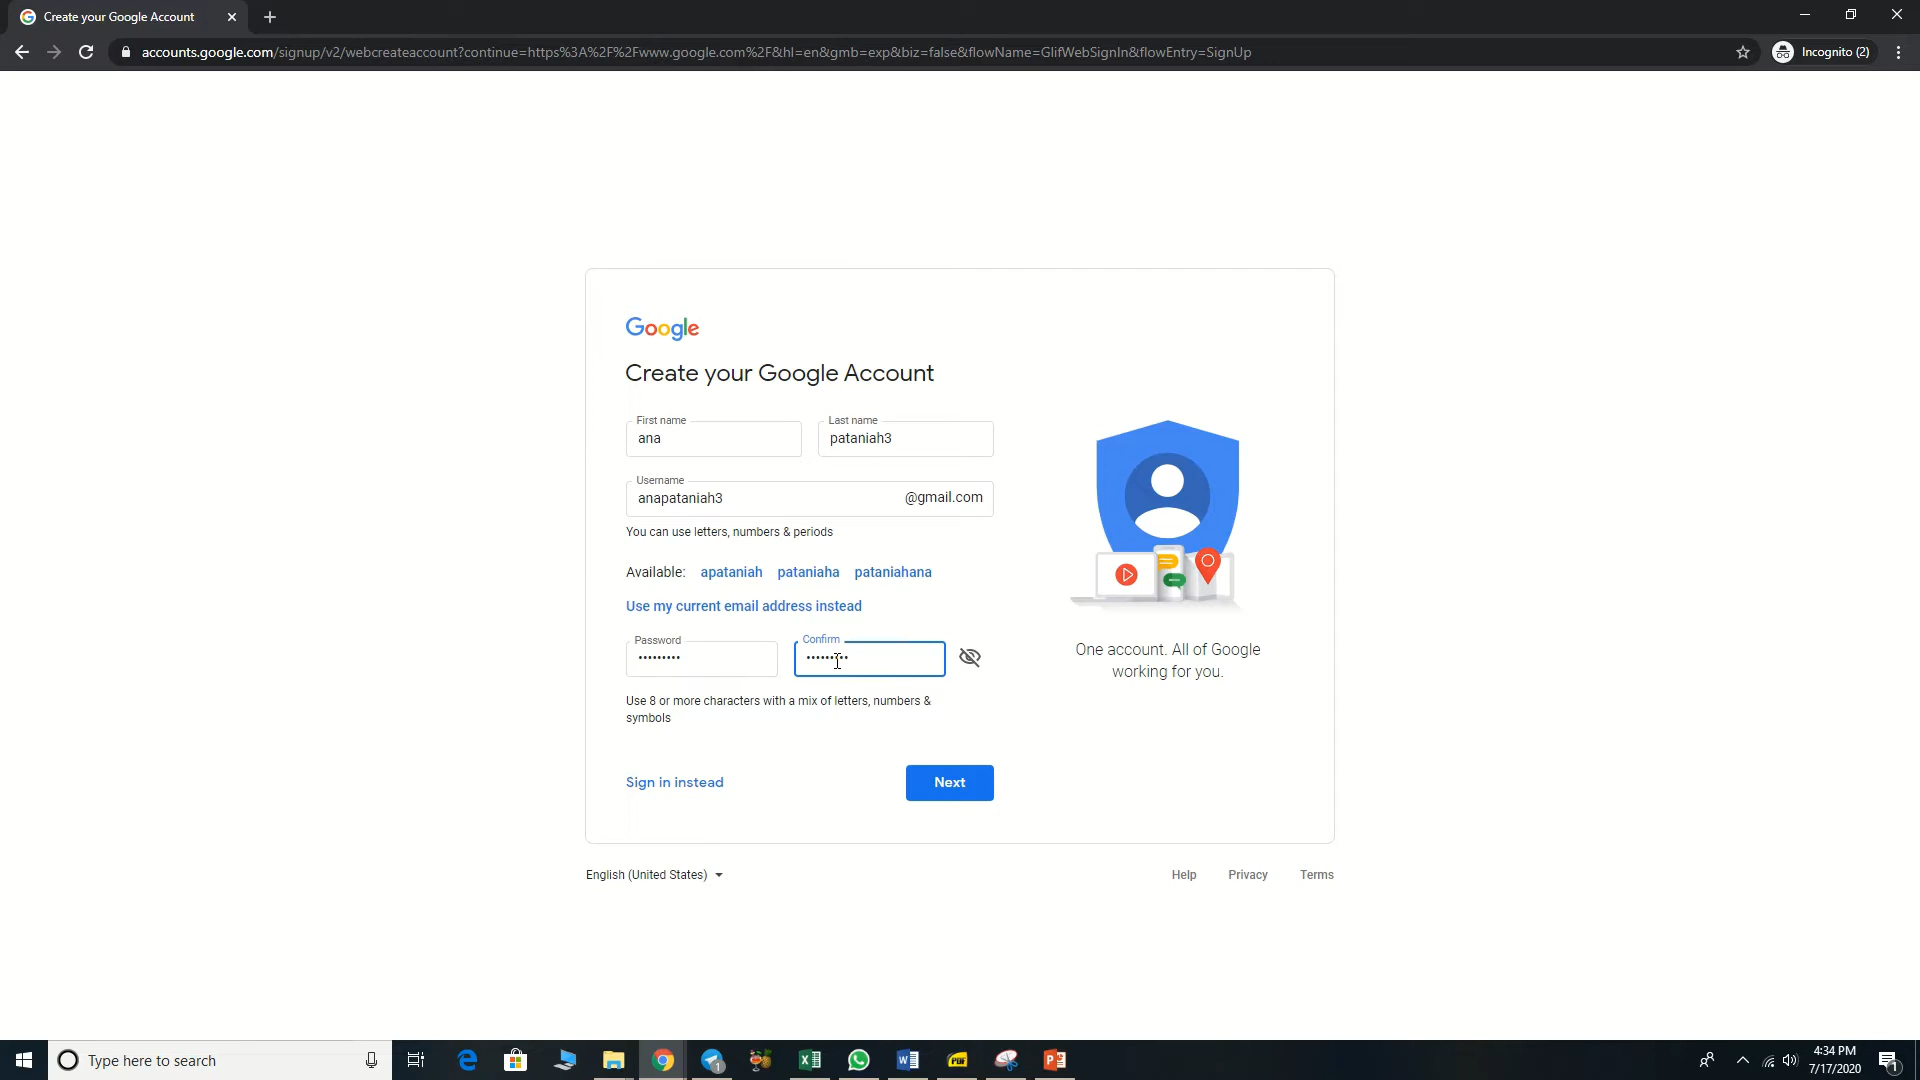 Create your Google Account
accounts.google.com/signup/v2/webcreateaccount?continue=https%3A%2F%2Fwww.google.com%2F&hl=en&gmb=exp&biz=false&flowName=GlifWebSignIn&flowEntry=SignUp
Incognito (2)
Google
Create your Google Account
First name
Last name
ana
pataniah3
Username
anapataniah3
@gmail.com
You can use letters, numbers & periods
Available: apataniah pataniaha pataniahana
Use my current email address instead
Password
Confirm
One account. All of Google
working for you.
Use 8 or more characters with a mix of letters, numbers &
symbols
Sign in instead
Next
English (United States)
Help
Privacy
Terms
Type here to search
PDF
4:34 PM
7/17/2020